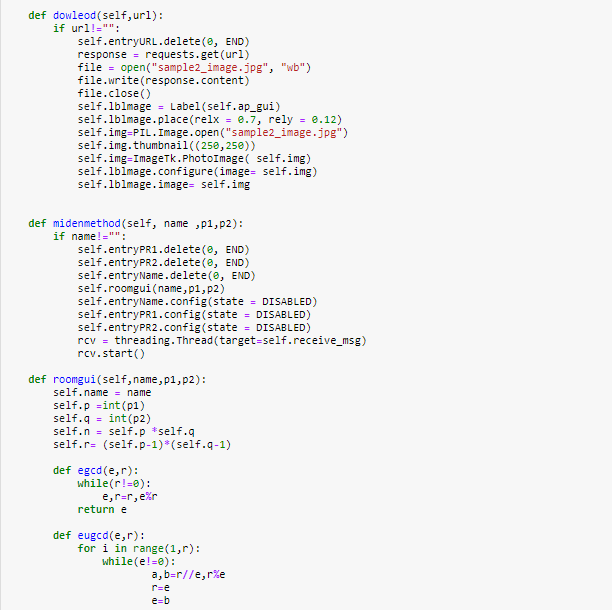 def dowleod(self,url):
    if url!="":
        self.entryURL.delete(0, END)
        response = requests.get(url)
        file = open("sample2_image.jpg", "wb")
        file.write(response.content)
        file.close()
        self.lblmage = Label(self.ap_gui)
        self.lblmage.place(relx = 0.7, rely = 0.12)
        self.img=PIL.Image.open("sample2_image.jpg")
        self.img.thumbnail((250,250))
        self.img=ImageTk.PhotoImage( self.img)
        self.lblmage.configure(image= self.img)
        self.lblmage.image= self.img

def midenmethod(self, name ,p1,p2):
    if name!="":
        self.entryPR1.delete(0, END)
        self.entryPR2.delete(0, END)
        self.entryName.delete(0, END)
        self.roomgui(name,p1,p2)
        self.entryName.config(state = DISABLED)
        self.entryPR1.config(state = DISABLED)
        self.entryPR2.config(state = DISABLED)
        rcv = threading.Thread(target=self.receive_msg)
        rcv.start()

def roomgui(self,name,p1,p2):
    self.name = name
    self.p =int(p1)
    self.q = int(p2)
    self.n = self.p *self.q
    self.r= (self.p-1)*(self.q-1)

    def egcd(e,r):
        while(r!=0):
            e,r=r,e%r
        return e

    def eugcd(e,r):
        for i in range(1,r):
            while(e!=0):
                a,b=r//e,r%e
                r=e
                e=b